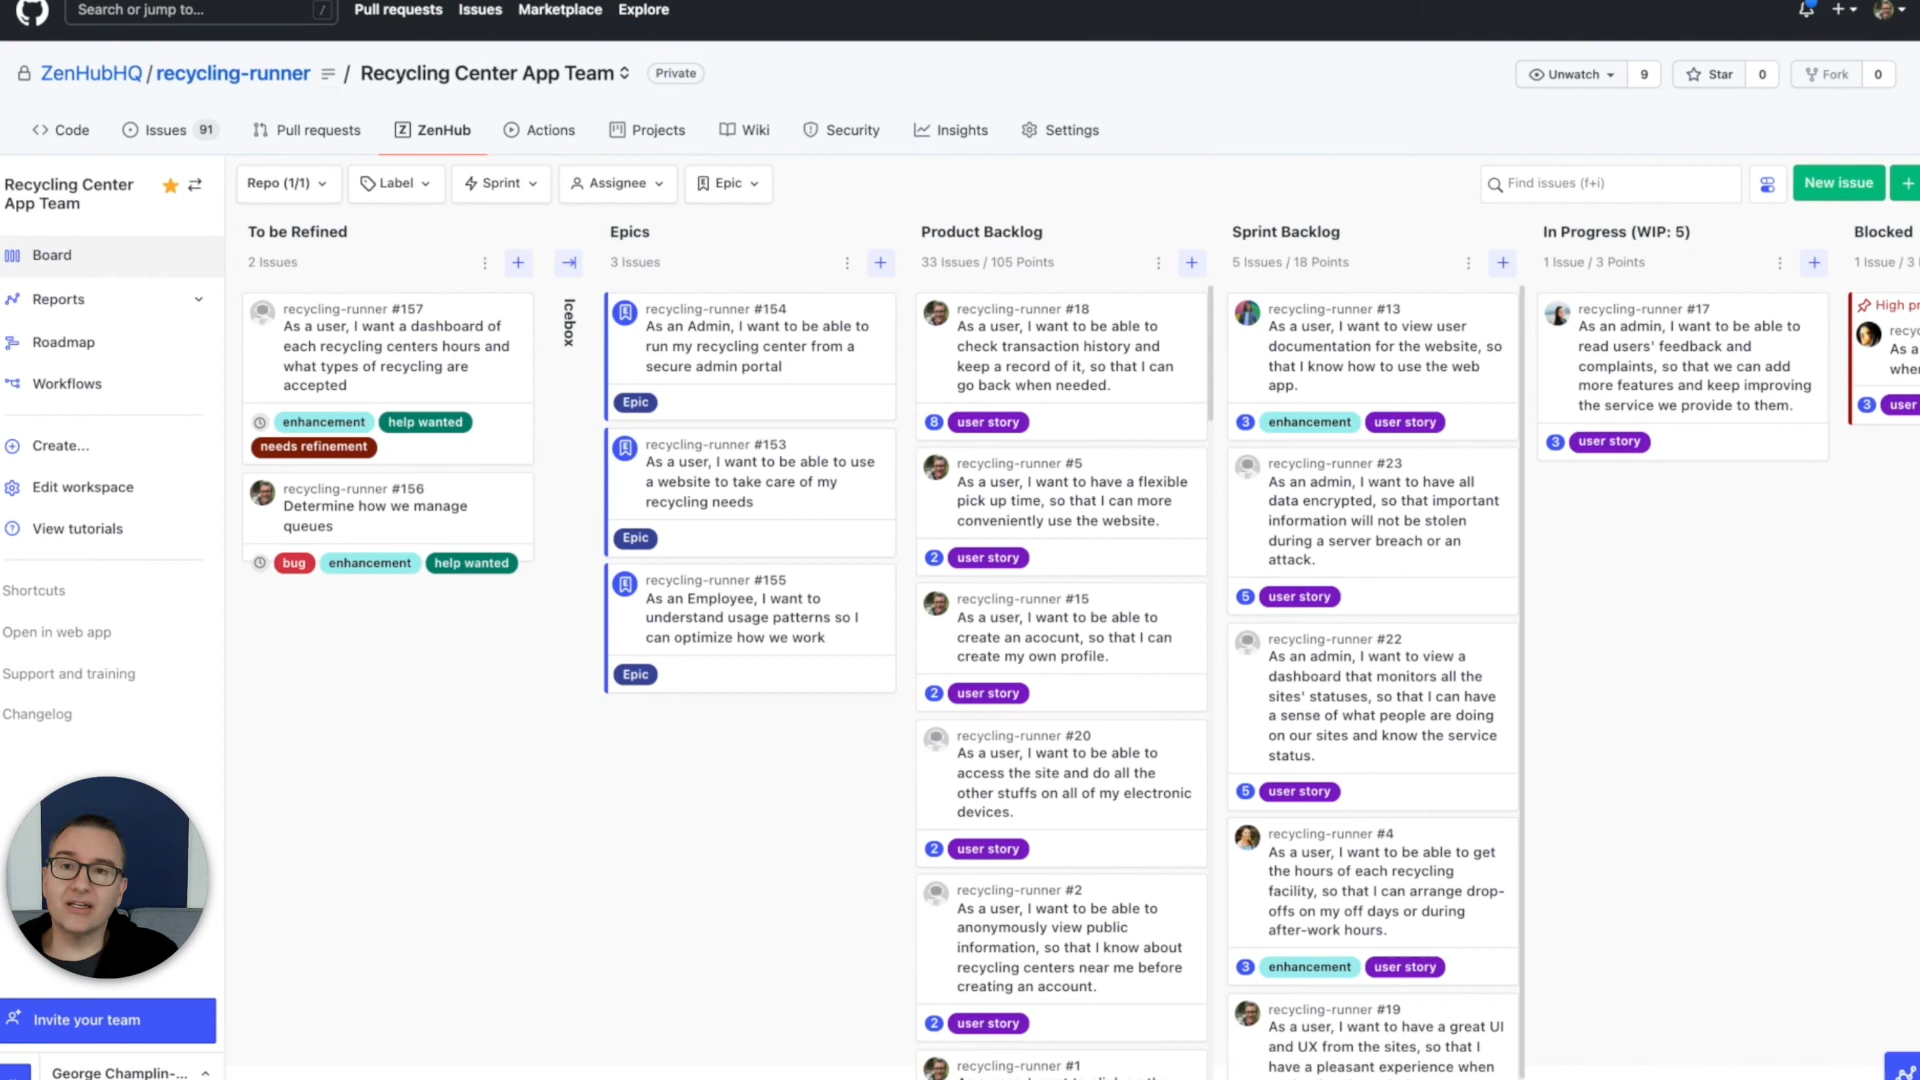 Search or jump to...
/
Pull requests
Issues
Marketplace
Explore
ZenHubHQ / recycling-runner / Recycling Center App Team
Private
Unwatch
9
Star
0
Fork
0
Code
Issues 91
Pull requests
ZenHub
Actions
Projects
Wiki
Security
Insights
Settings
Recycling Center
App Team
Board
Reports
Roadmap
Workflows
Create...
Edit workspace
View tutorials
Shortcuts
Open in web app
Support and training
Changelog
Invite your team
George Champlin-...
Repo (1/1)
Label
Sprint
Assignee
Epic
Find issues (f+i)
New issue
To be Refined
2 Issues
recycling-runner #157
As a user, I want a dashboard of
each recycling centers hours and
what types of recycling are
accepted
enhancement
help wanted
needs refinement
recycling-runner #156
Determine how we manage
queues
bug
enhancement
help wanted
Icebox
Epics
3 Issues
recycling-runner #154
As an Admin, I want to be able to
run my recycling center from a
secure admin portal
Epic
recycling-runner #153
As a user, I want to be able to use
a website to take care of my
recycling needs
Epic
recycling-runner #155
As an Employee, I want to
understand usage patterns so I
can optimize how we work
Epic
Product Backlog
33 Issues / 105 Points
recycling-runner #18
As a user, I want to be able to
check transaction history and
keep a record of it, so that I can
go back when needed.
8 user story
recycling-runner #5
As a user, I want to have a flexible
pick up time, so that I can more
conveniently use the website.
2 user story
recycling-runner #15
As a user, I want to be able to
create an acocunt, so that I can
create my own profile.
2 user story
recycling-runner #20
As a user, I want to be able to
access the site and do all the
other stuffs on all of my electronic
devices.
2 user story
recycling-runner #2
As a user, I want to be able to
anonymously view public
information, so that I know about
recycling centers near me before
creating an account.
2 user story
recycling-runner #1
Sprint Backlog
5 Issues / 18 Points
recycling-runner #13
As a user, I want to view user
documentation for the website, so
that I know how to use the web
app.
3 enhancement user story
recycling-runner #23
As an admin, I want to have all
data encrypted, so that important
information will not be stolen
during a server breach or an
attack.
5 user story
recycling-runner #22
As an admin, I want to view a
dashboard that monitors all the
sites' statuses, so that I can have
a sense of what people are doing
on our sites and know the service
status.
5 user story
recycling-runner #4
As a user, I want to be able to get
the hours of each recycling
facility, so that I can arrange drop-
offs on my off days or during
after-work hours.
3 enhancement user story
recycling-runner #19
As a user, I want to have a great UI
and UX from the sites, so that I
have a pleasant experience when
In Progress (WIP: 5)
1 Issue / 3 Points
recycling-runner #17
As an admin, I want to be able to
read users' feedback and
complaints, so that we can add
more features and keep improving
the service we provide to them.
3 user story
Blocked
1 Issue / 3
High pr
recyc
As a
when
3 user